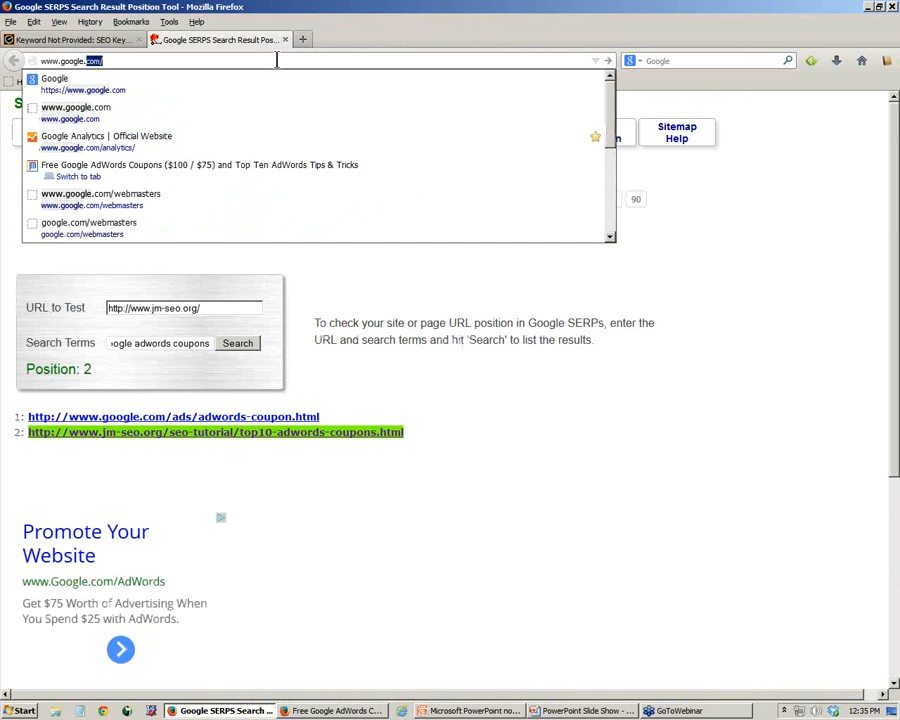 Google SERPS Search Result Position Tool - Mozilla Firefox
File Edit View History Bookmarks Tools Help
Keyword Not Provided: SEO Key... Google SERPS Search Result Pos...
www.google.com/
Google
Google
https://www.google.com
www.google.com
www.google.com
Google Analytics | Official Website
www.google.com/analytics/
Free Google AdWords Coupons ($100 / $75) and Top Ten AdWords Tips & Tricks
Switch to tab
www.google.com/webmasters
www.google.com/webmasters
google.com/webmasters
google.com/webmasters
Sitemap
Help
90
URL to Test http://www.jm-seo.org/
Search Terms ogle adwords coupons Search
Position: 2
To check your site or page URL position in Google SERPs, enter the
URL and search terms and hit 'Search' to list the results.
1: http://www.google.com/ads/adwords-coupon.html
2: http://www.jm-seo.org/seo-tutorial/top10-adwords-coupons.html
Promote Your
Website
www.Google.com/AdWords
Get $75 Worth of Advertising When
You Spend $25 with AdWords.
Start Google SERPS Search ... Free Google AdWords C... Microsoft PowerPoint no... PowerPoint Slide Show - ... GoToWebinar 12:35 PM